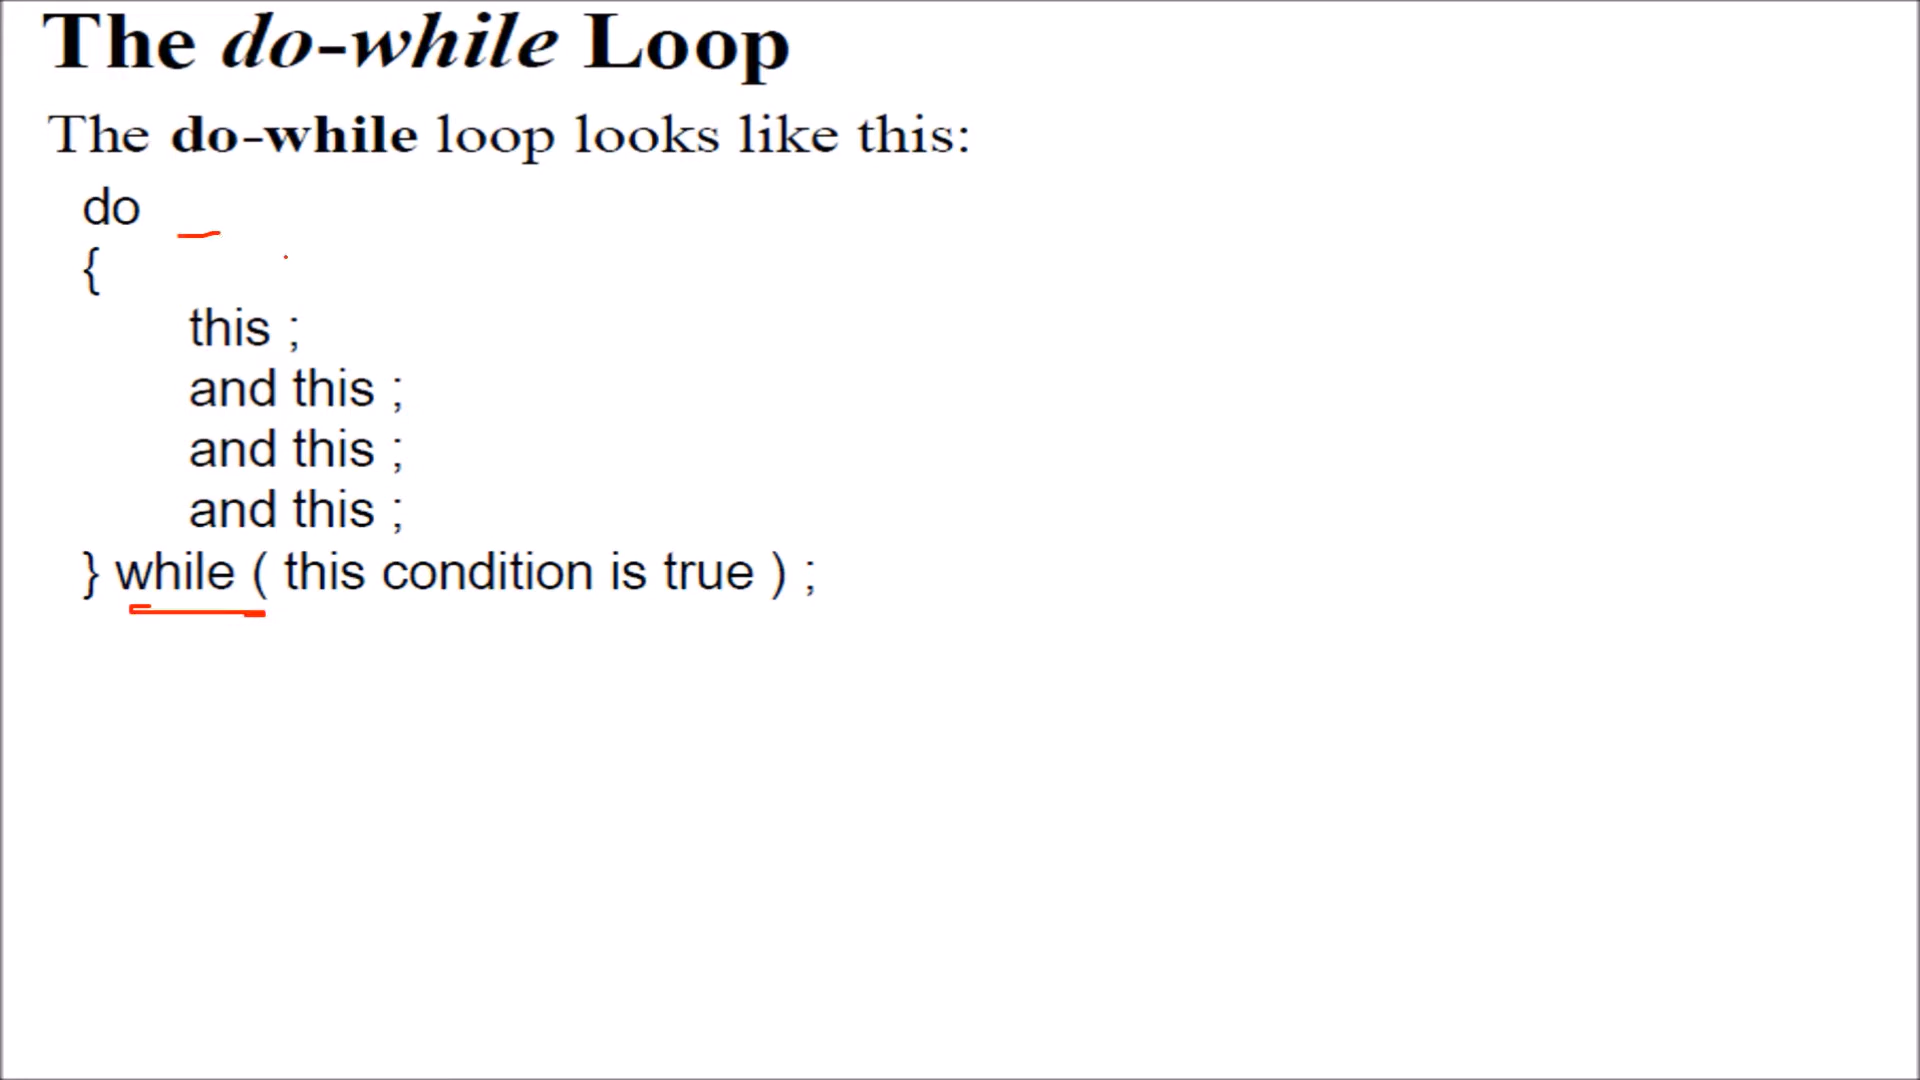 The do-while Loop
The do-while loop looks like this:
do
{
this ;
and this ;
and this ;
and this ;
} while ( this condition is true ) ;